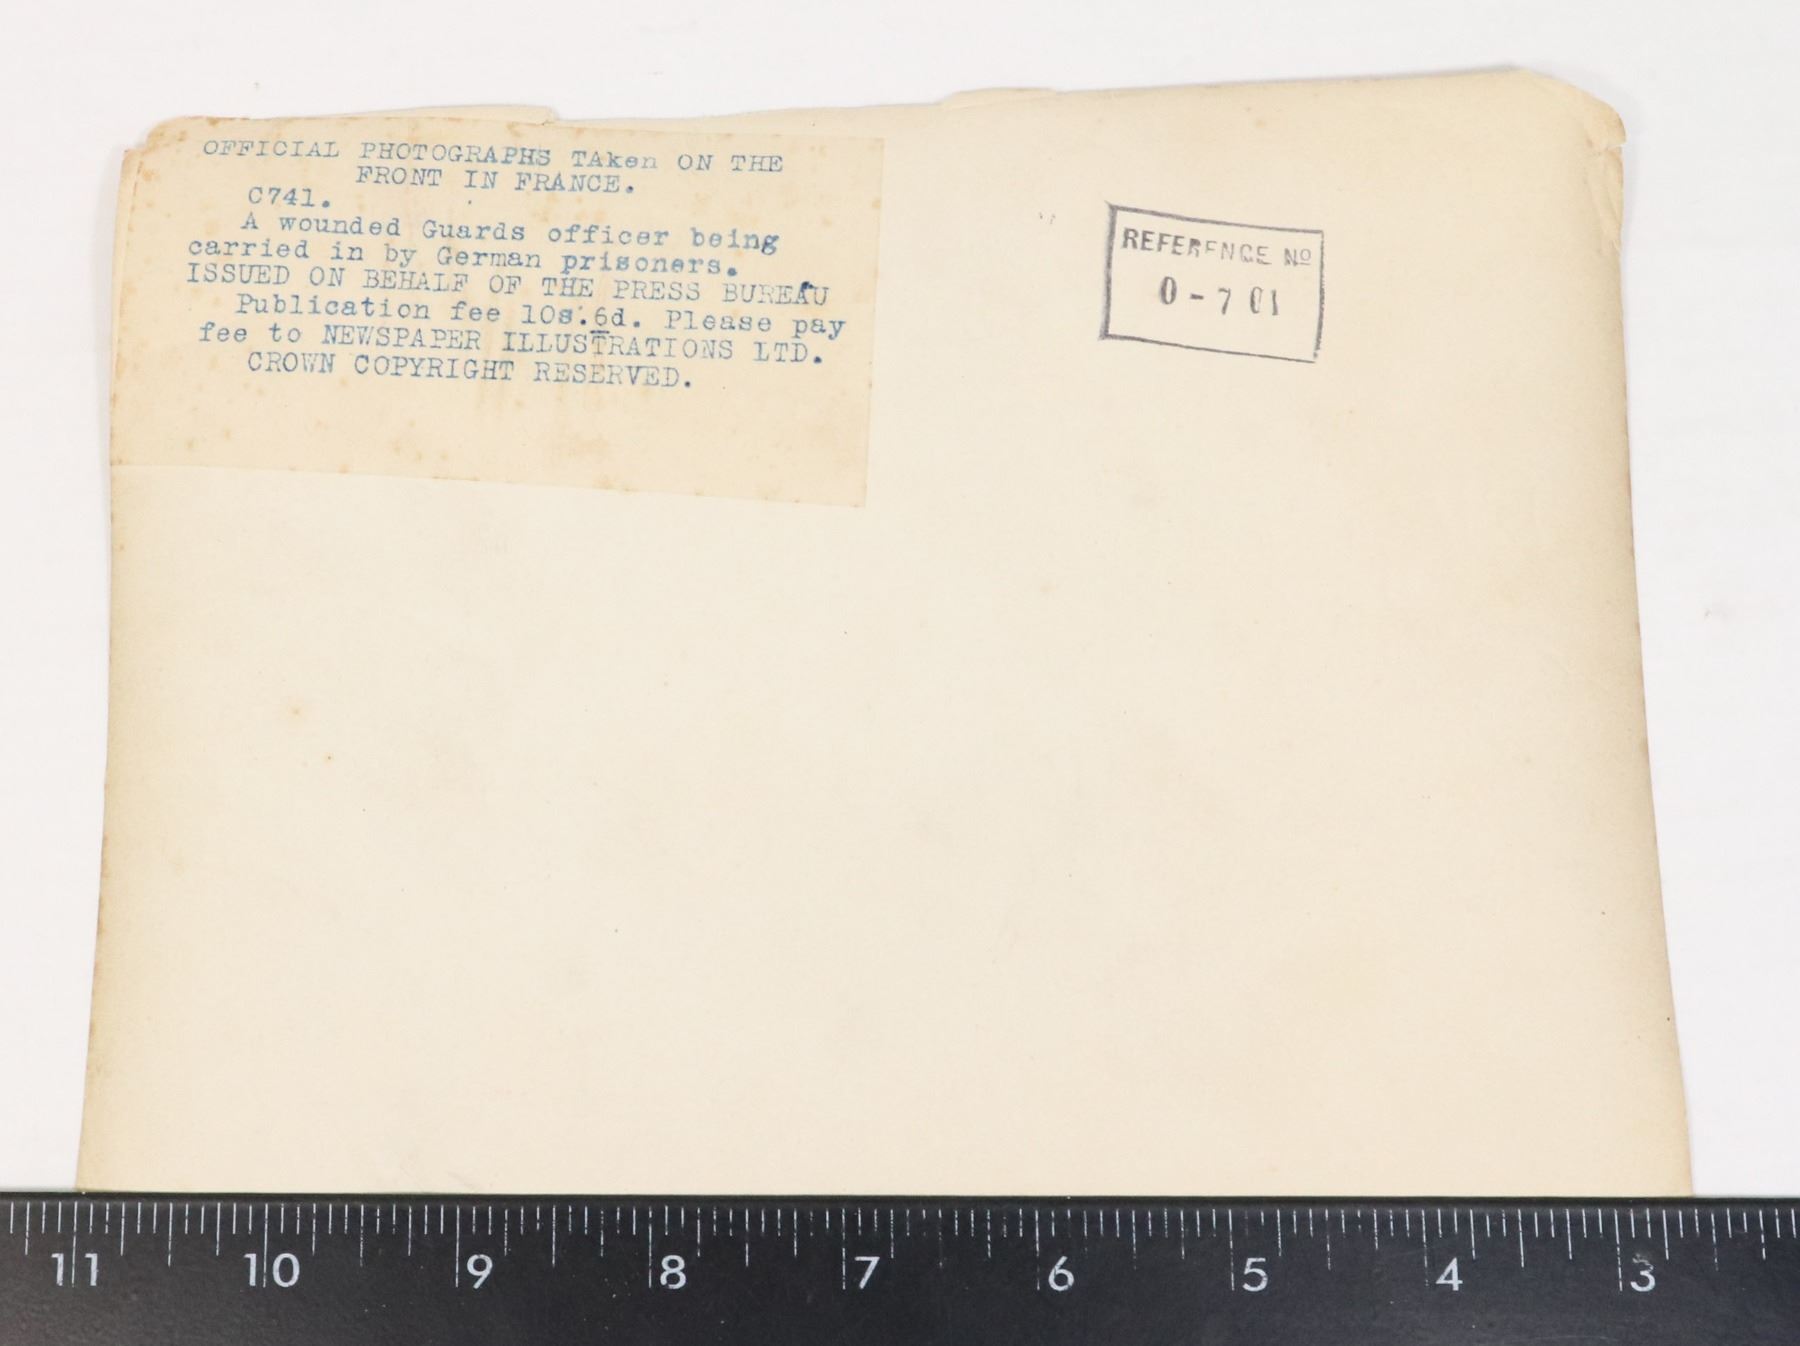 OFFICIAL PHOTOGRAPHS TAken ON THE
FRONT IN FRANCE.
C741.
A wounded Guards officer being
carried in by German prisoners.
ISSUED ON BEHALF OF THE PRESS BUREAU
Publication fee 10s.6d. Please pay
fee to NEWSPAPER ILLUSTRATIONS LTD.
CROWN COPYRIGHT RESERVED.
REFERENCE Nº
0-701
11 10 9 8 7 6 5 4 3